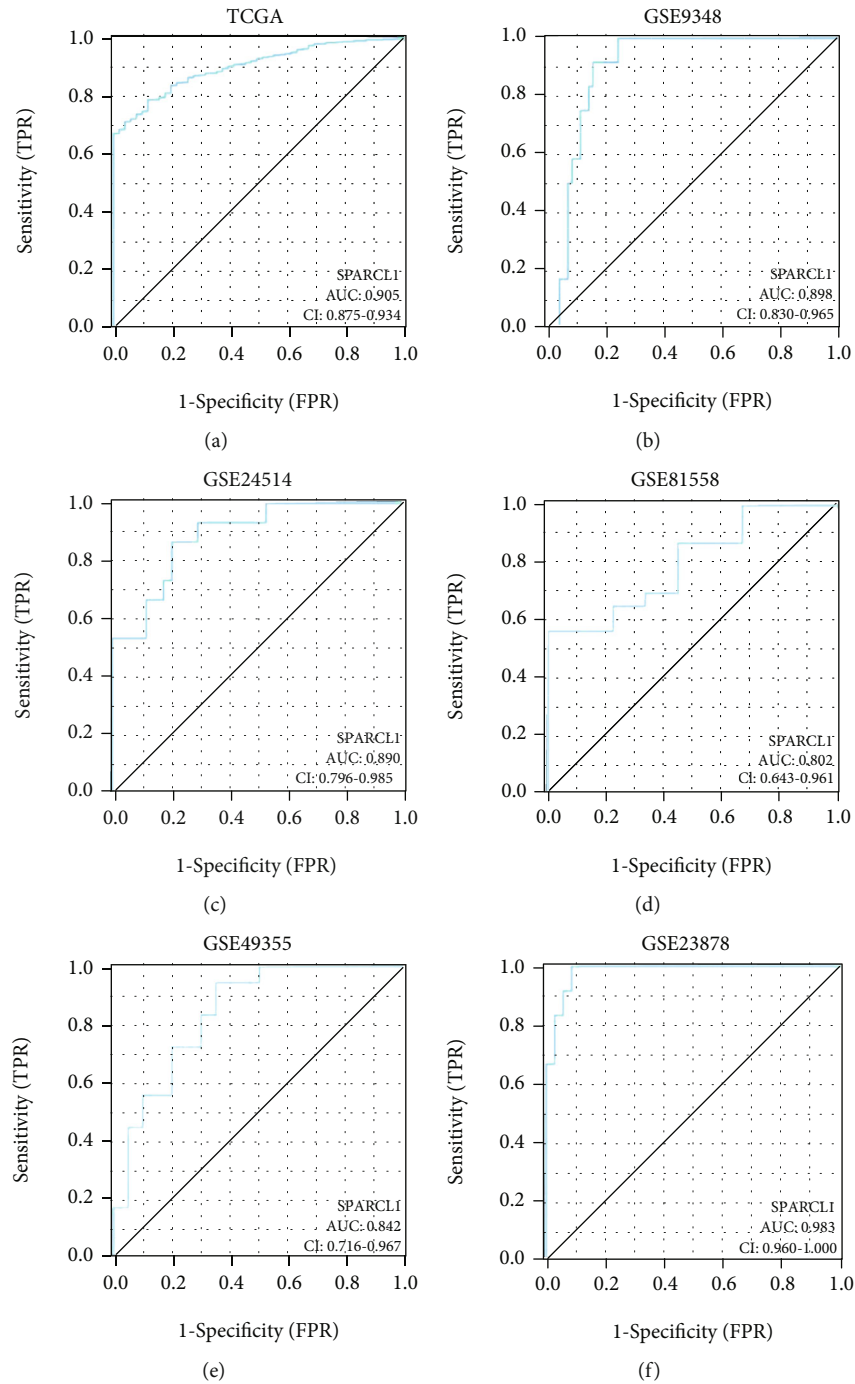 TCGA
1.0
0.8
0.6
0.4
0.2
0.0
Sensitivity (TPR)
SPARCL1
AUC: 0.905
CI: 0.875-0.934
0.0 0.2 0.4 0.6 0.8 1.0
1-Specificity (FPR)
(a)
GSE9348
1.0
0.8
0.6
0.4
0.2
0.0
Sensitivity (TPR)
SPARCL1
AUC: 0.898
CI: 0.830-0.965
0.0 0.2 0.4 0.6 0.8 1.0
1-Specificity (FPR)
(b)
GSE24514
1.0
0.8
0.6
0.4
0.2
0.0
Sensitivity (TPR)
SPARCL1
AUC: 0.890
CI: 0.796-0.985
0.0 0.2 0.4 0.6 0.8 1.0
1-Specificity (FPR)
(c)
GSE81558
1.0
0.8
0.6
0.4
0.2
0.0
Sensitivity (TPR)
SPARCL1
AUC: 0.802
CI: 0.643-0.961
0.0 0.2 0.4 0.6 0.8 1.0
1-Specificity (FPR)
(d)
GSE49355
1.0
0.8
0.6
0.4
0.2
0.0
Sensitivity (TPR)
SPARCL1
AUC: 0.842
CI: 0.716-0.967
0.0 0.2 0.4 0.6 0.8 1.0
1-Specificity (FPR)
(e)
GSE23878
1.0
0.8
0.6
0.4
0.2
0.0
Sensitivity (TPR)
SPARCL1
AUC: 0.983
CI: 0.960-1.000
0.0 0.2 0.4 0.6 0.8 1.0
1-Specificity (FPR)
(f)